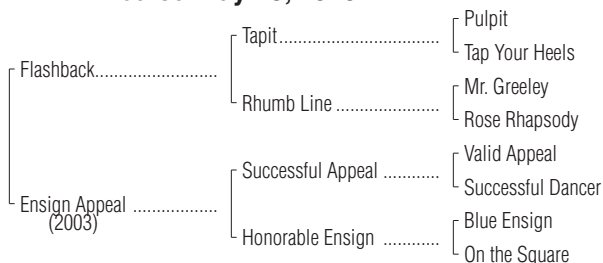 Pulpit
Tapit
Tap Your Heels
Flashback
Mr. Greeley
Rhumb Line
Rose Rhapsody
Valid Appeal
Successful Appeal
Successful Dancer
Ensign Appeal
(2003)
Blue Ensign
Honorable Ensign
On the Square